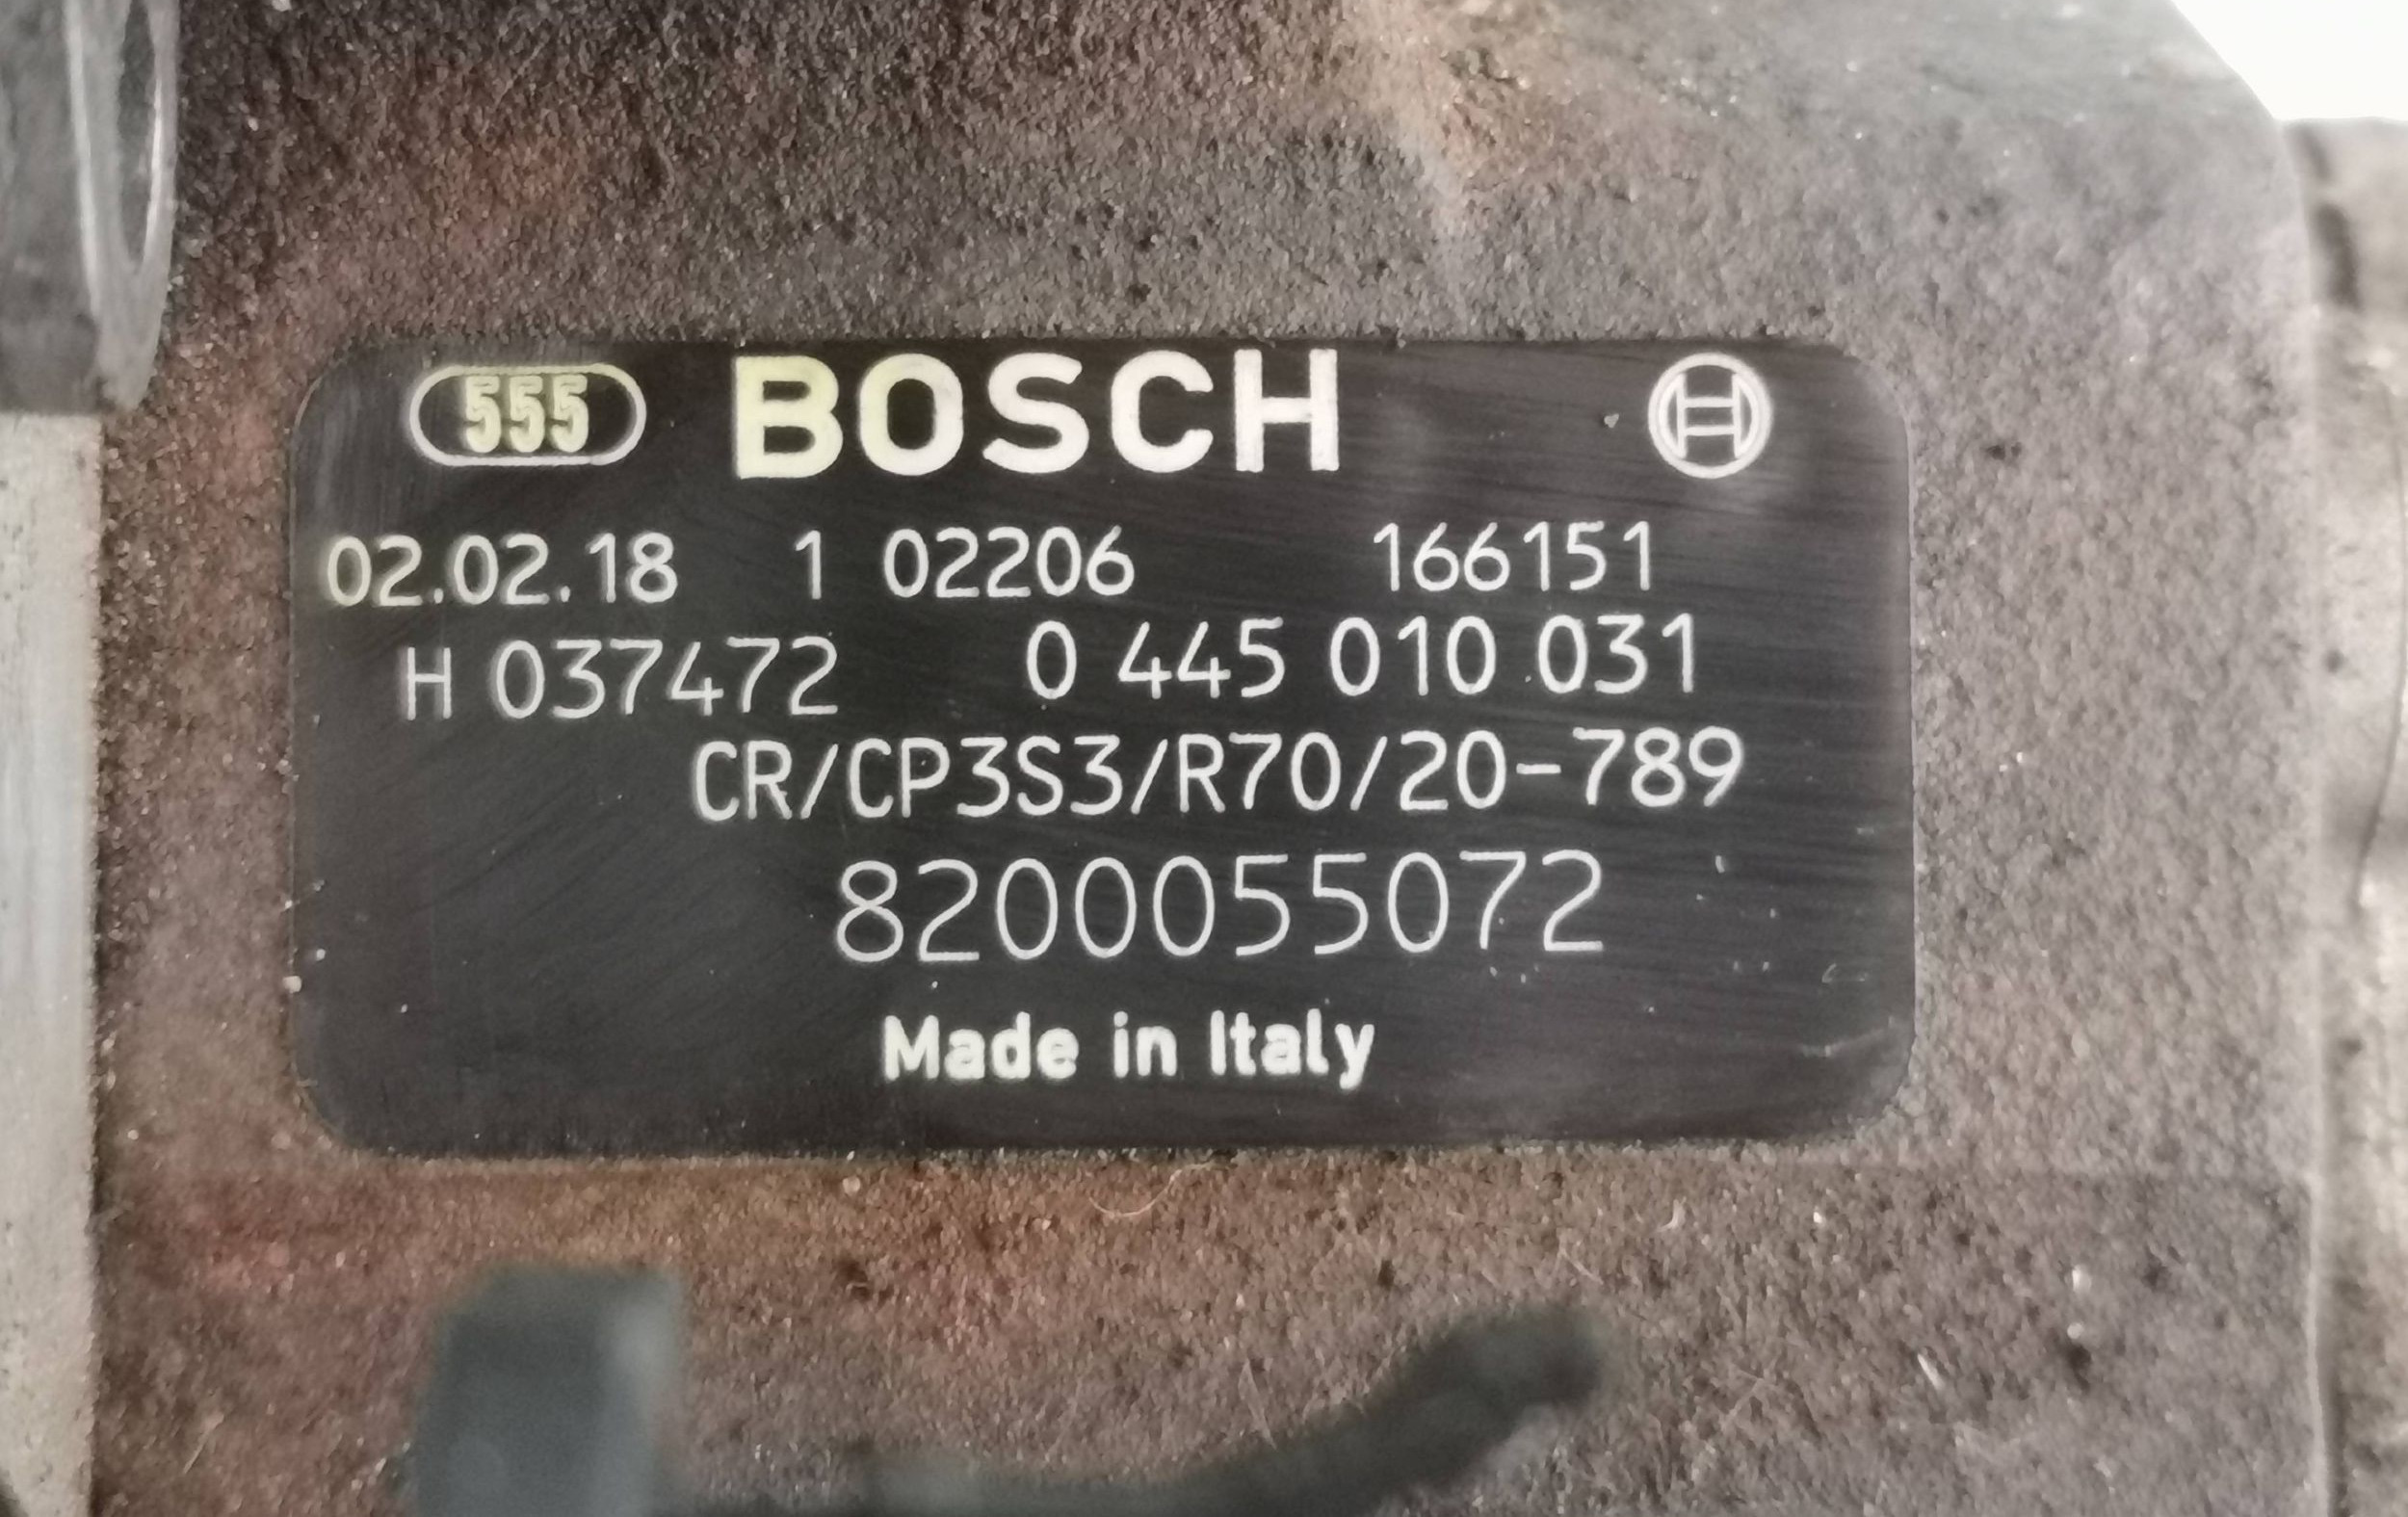 555 BOSCH
02.02.18 1 02206 166151
H 037472 0 445 010 031
CR/CP3S3/R70/20-789
8200055072
Made in Italy